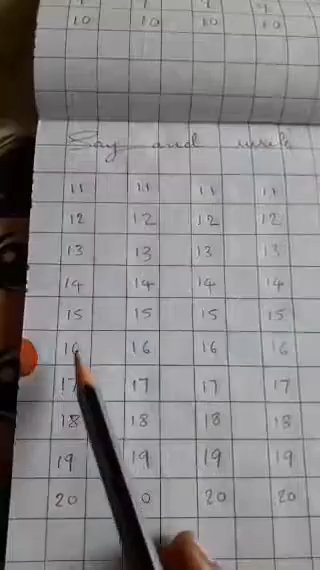 10 10 10 10
Say and write
11 11 11 11
12 12 12 12
13 13 13 13
14 14 14 14
15 15 15 15
16 16 16 16
17 17 17 17
18 18 18 18
19 19 19 19
20 0 20 20